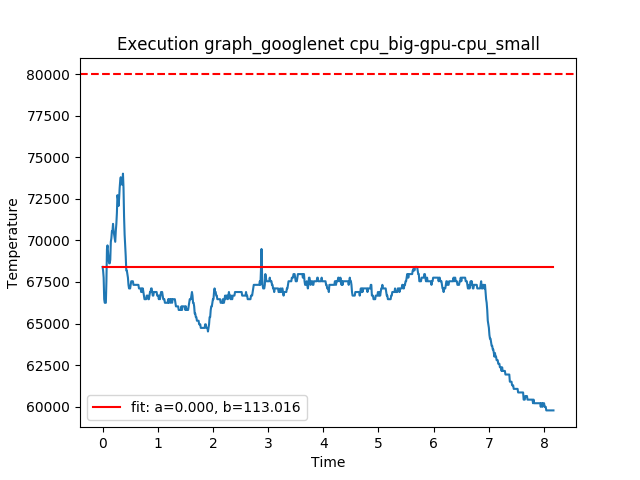 Execution graph_googlenet cpu_big-gpu-cpu_small
80000
77500
75000
72500
70000
67500
65000
62500
60000
Temperature
fit: a=0.000, b=113.016
0 1 2 3 4 5 6 7 8
Time